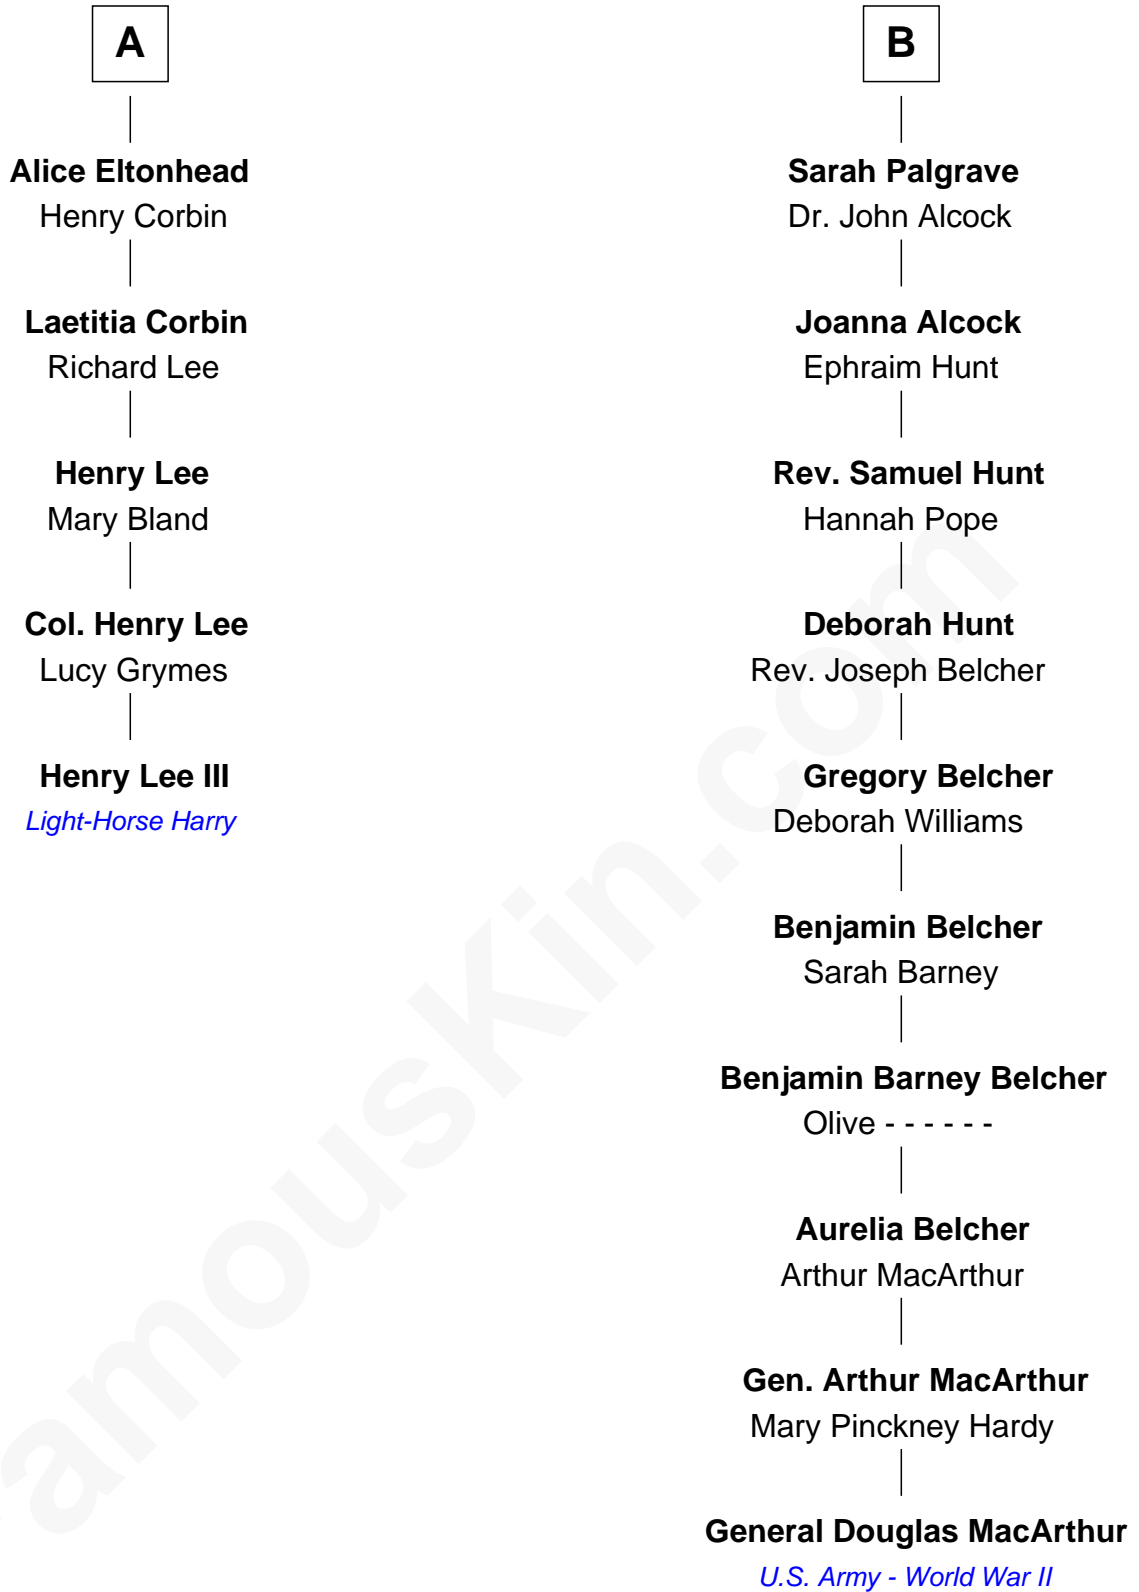 A
Alice Eltonhead
Henry Corbin
Laetitia Corbin
Richard Lee
Henry Lee
Mary Bland
Col. Henry Lee
Lucy Grymes
Henry Lee III
Light-Horse Harry
B
Sarah Palgrave
Dr. John Alcock
Joanna Alcock
Ephraim Hunt
Rev. Samuel Hunt
Hannah Pope
Deborah Hunt
Rev. Joseph Belcher
Gregory Belcher
Deborah Williams
Benjamin Belcher
Sarah Barney
Benjamin Barney Belcher
Olive - - - - - -
Aurelia Belcher
Arthur MacArthur
Gen. Arthur MacArthur
Mary Pinckney Hardy
General Douglas MacArthur
U.S. Army - World War II
amouskin.com